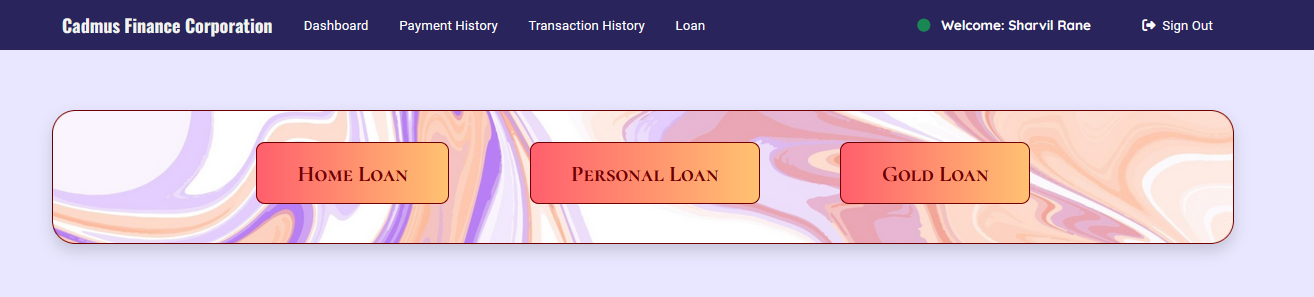 Cadmus Finance Corporation Dashboard Payment History Transaction History Loan Welcome: Sharvil Rane Sign Out
Home Loan Personal Loan Gold Loan